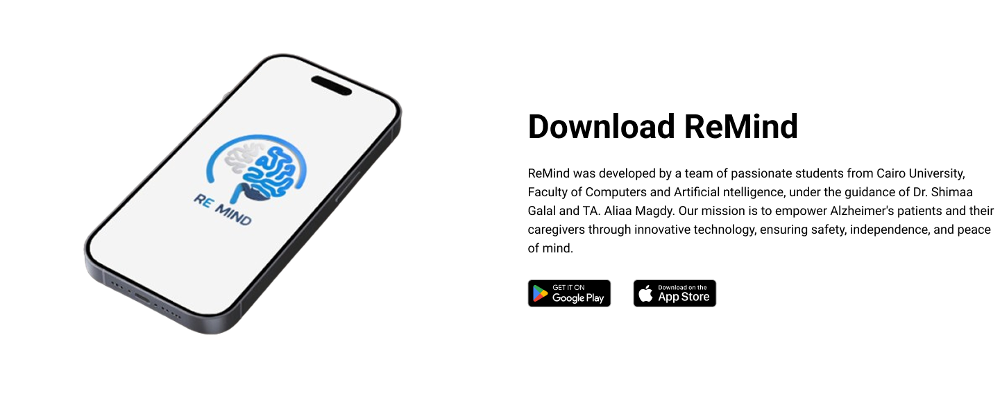 RE MIND
Download ReMind
ReMind was developed by a team of passionate students from Cairo University,
Faculty of Computers and Artificial ntelligence, under the guidance of Dr. Shimaa
Galal and TA. Aliaa Magdy. Our mission is to empower Alzheimer's patients and their
caregivers through innovative technology, ensuring safety, independence, and peace
of mind.
GET IT ON
Google Play
Download on the
App Store